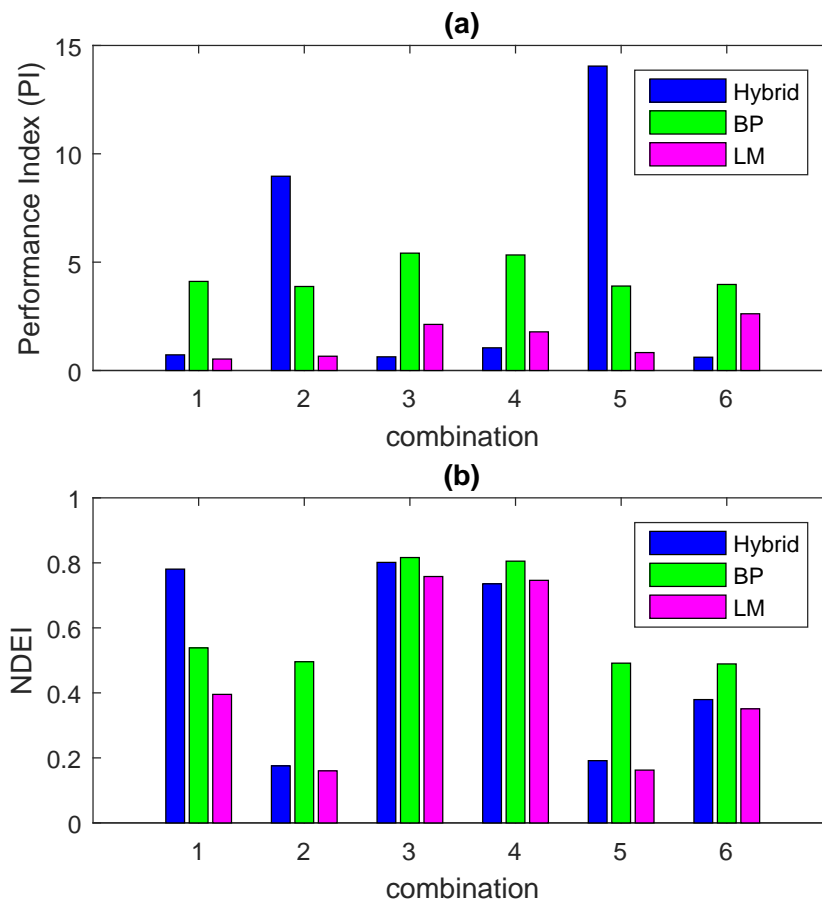 (a)
Performance Index (PI)
15
10
5
0
Hybrid
BP
LM
1 2 3 4 5 6
combination
(b)
NDEI
1
0.8
0.6
0.4
0.2
0
Hybrid
BP
LM
1 2 3 4 5 6
combination